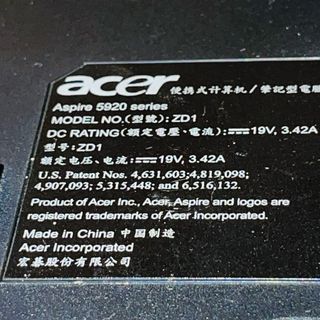 acer 便携式计算机/筆記型電腦
Aspire 5920 series
MODEL NO.(型號): ZD1
DC RATING(額定電壓·電流):⎓19V, 3.42A
型号: ZD1
额定电压、电流:⎓19V, 3.42A
U.S. Patent Nos. 4,631,603;4,819,098;
4,907,093; 5,315,448; and 6,516,132.
Product of Acer Inc., Acer, Aspire and logos are
registered trademarks of Acer Incorporated.
Made in China 中国制造
Acer Incorporated
宏碁股份有限公司